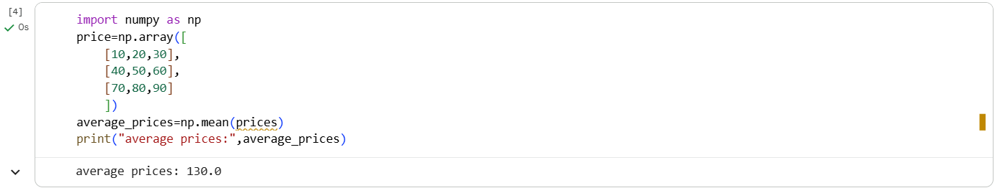 [4]
0s
import numpy as np
price=np.array([
    [10,20,30],
    [40,50,60],
    [70,80,90]
    ])
average_prices=np.mean(prices)
print("average prices:",average_prices)
average prices: 130.0